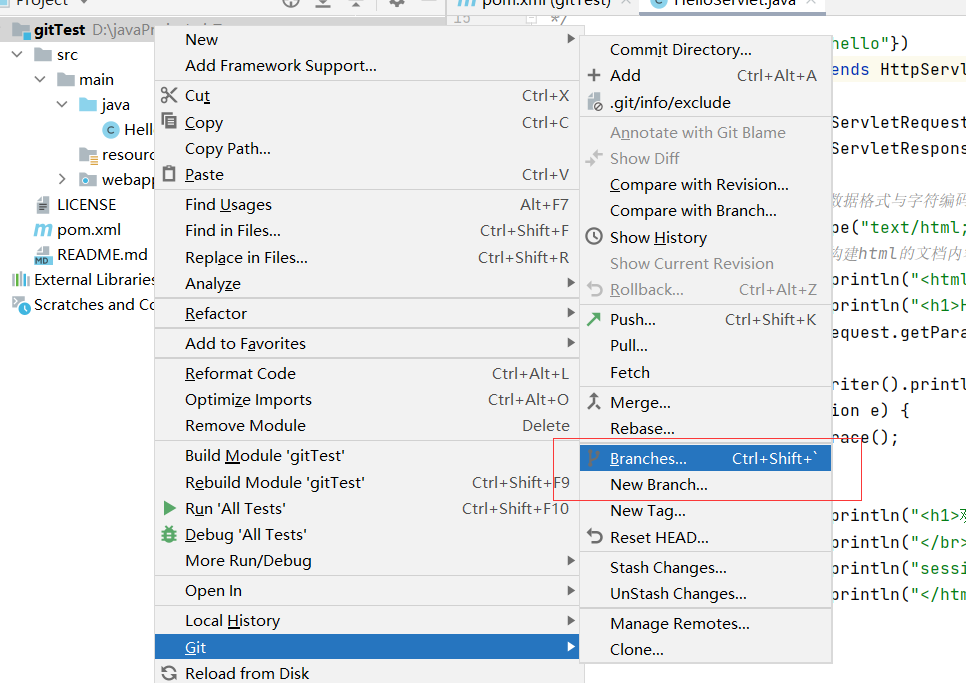 Project
pom.xml (gitTest)
HelloServlet.java
gitTest
src
main
java
LICENSE
pom.xml
README.md
External Libraries
Scratches and Co
New
Add Framework Support...
Cut Ctrl+X
Copy Ctrl+C
Copy Path...
Paste Ctrl+V
Find Usages Alt+F7
Find in Files... Ctrl+Shift+F
Replace in Files... Ctrl+Shift+R
Analyze
Refactor
Add to Favorites
Reformat Code Ctrl+Alt+L
Optimize Imports Ctrl+Alt+O
Remove Module Delete
Build Module 'gitTest'
Rebuild Module 'gitTest' Ctrl+Shift+F9
Run 'All Tests' Ctrl+Shift+F10
Debug 'All Tests'
More Run/Debug
Open In
Local History
Git
Reload from Disk
Commit Directory...
Add Ctrl+Alt+A
.git/info/exclude
Annotate with Git Blame
Show Diff
Compare with Revision...
Compare with Branch...
Show History
Show Current Revision
Rollback... Ctrl+Alt+Z
Push... Ctrl+Shift+K
Pull...
Fetch
Merge...
Rebase...
Branches... Ctrl+Shift+`
New Branch...
New Tag...
Reset HEAD...
Stash Changes...
UnStash Changes...
Manage Remotes...
Clone...
15 */
hello"})
ends HttpServl
ServletRequest
ServletRespons
数据格式与字符编码
pe("text/html;
构建html的文档内
println("<html
println("<h1>H
equest.getPara
riter().printl
ion e) {
ace();
println("<h1>
println("</br>
println("sessi
println("</htm